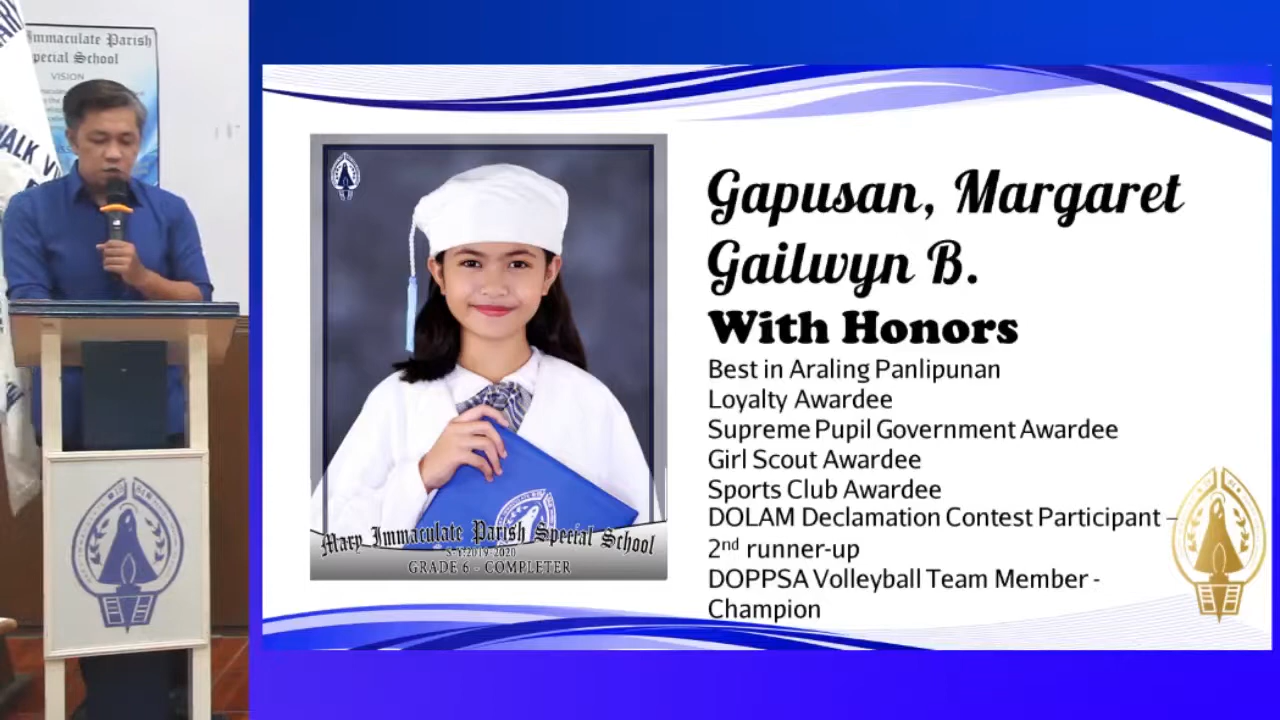 Immaculate Parish
pecial School
VISION
WALK
Gapusan, Margaret
Gailwyn B.
With Honors
Best in Araling Panlipunan
Loyalty Awardee
Supreme Pupil Government Awardee
Girl Scout Awardee
Sports Club Awardee
DOLAM Declamation Contest Participant –
2nd runner-up
DOPPSA Volleyball Team Member -
Champion
Mary Immaculate Parish Special School
S.Y.2019-2020
GRADE 6 - COMPLETER